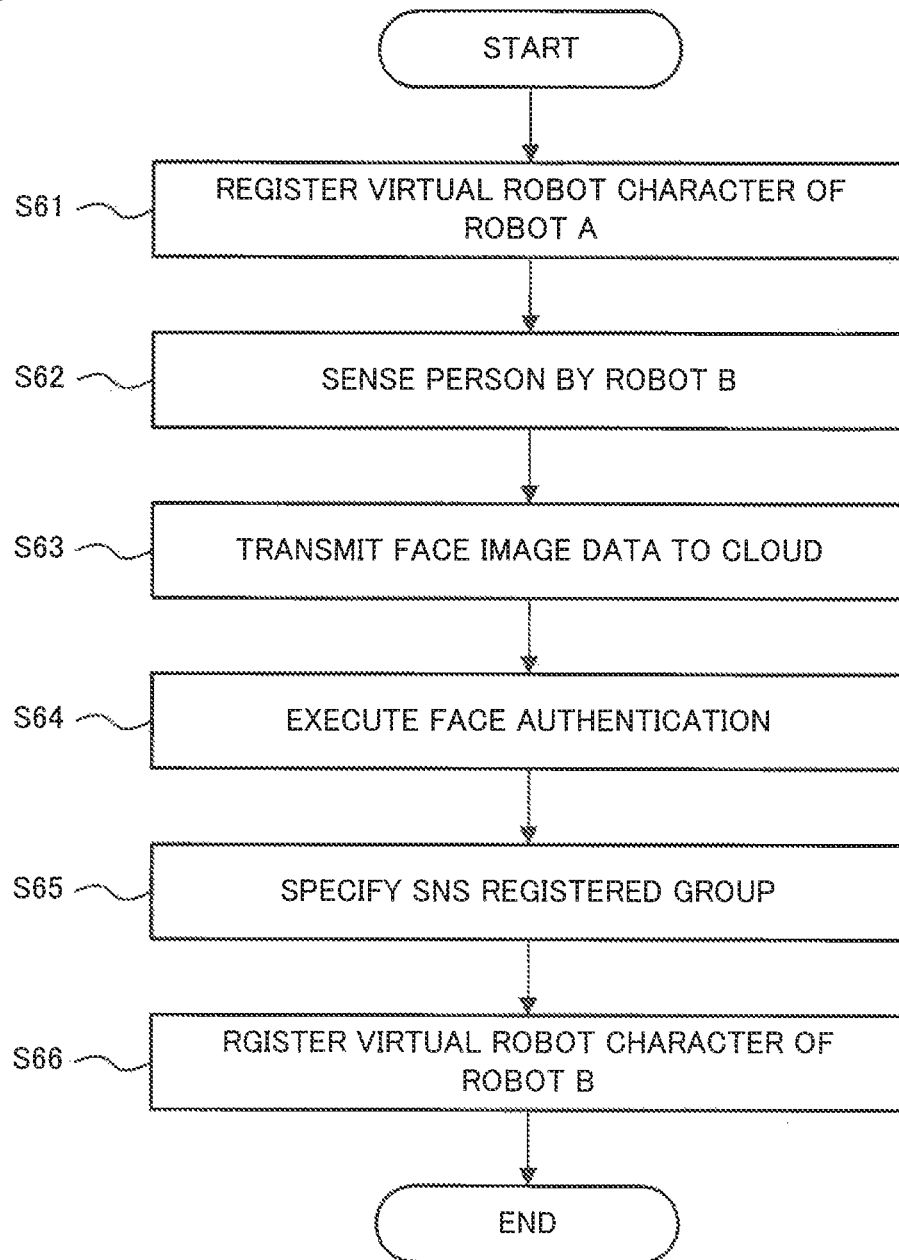 START
S61
REGISTER VIRTUAL ROBOT CHARACTER OF
ROBOT A
S62
SENSE PERSON BY ROBOT B
S63
TRANSMIT FACE IMAGE DATA TO CLOUD
S64
EXECUTE FACE AUTHENTICATION
S65
SPECIFY SNS REGISTERED GROUP
S66
RGISTER VIRTUAL ROBOT CHARACTER OF
ROBOT B
END